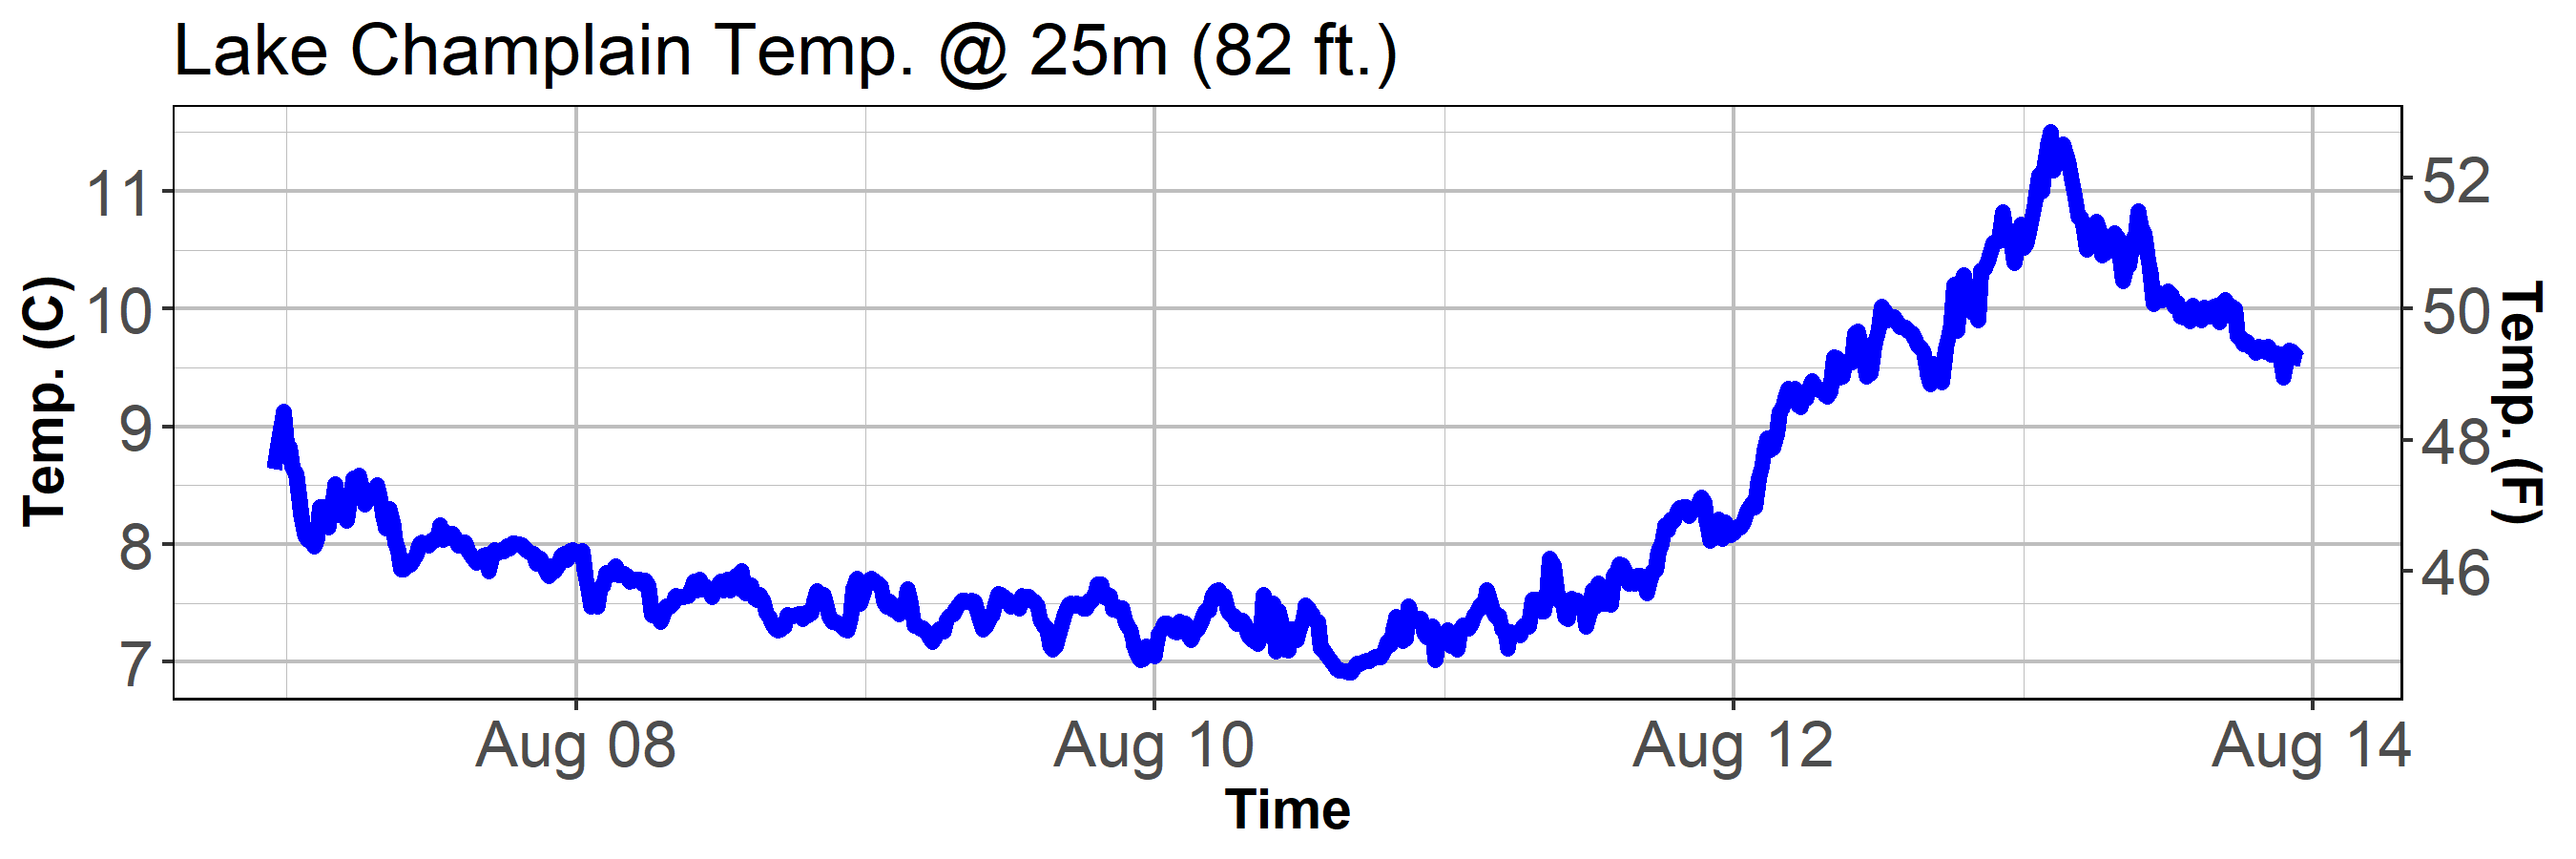 Lake Champlain Temp. @ 25m (82 ft.)
Temp. (C)
11
10
9
8
7
52
50
48
46
Temp. (F)
Aug 08 Aug 10 Aug 12 Aug 14
Time